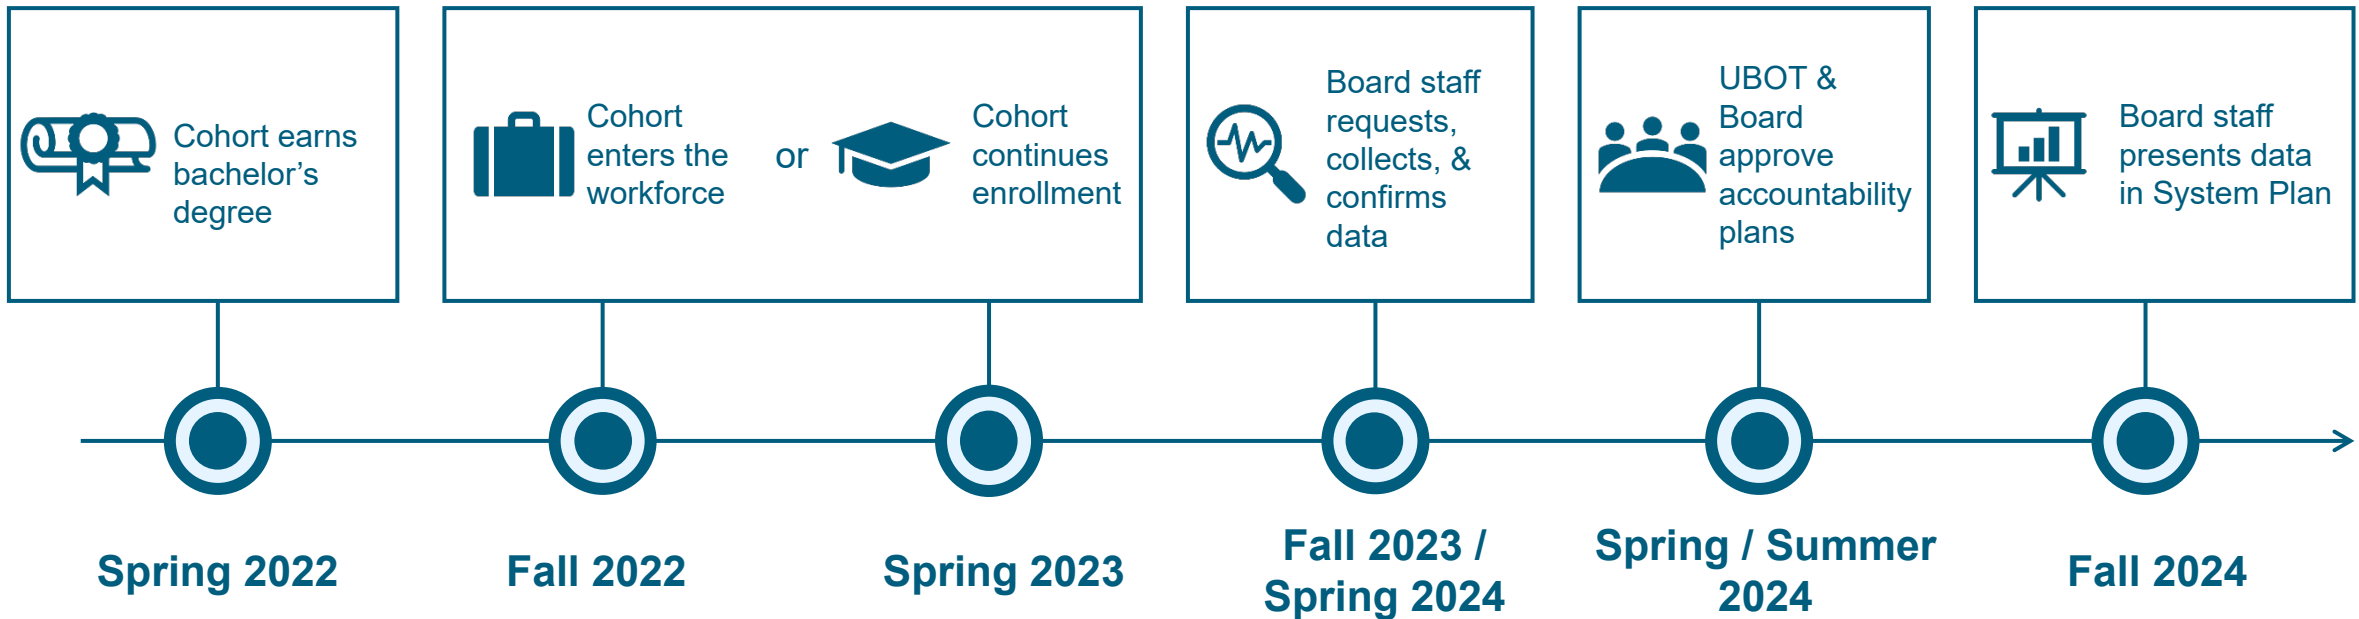 Cohort earns
bachelor’s
degree
Cohort
enters the
workforce
or
Cohort
continues
enrollment
Board staff
requests,
collects, &
confirms
data
UBOT &
Board
approve
accountability
plans
Board staff
presents data
in System Plan
Spring 2022
Fall 2022
Spring 2023
Fall 2023 /
Spring 2024
Spring / Summer
2024
Fall 2024